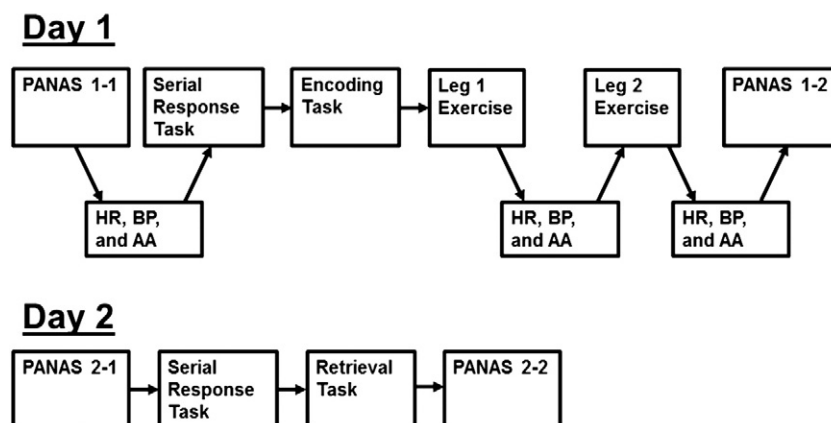 Day 1
PANAS 1-1
Serial
Response
Task
Encoding
Task
Leg 1
Exercise
Leg 2
Exercise
PANAS 1-2
HR, BP,
and AA
HR, BP,
and AA
HR, BP,
and AA
Day 2
PANAS 2-1
Serial
Response
Task
Retrieval
Task
PANAS 2-2